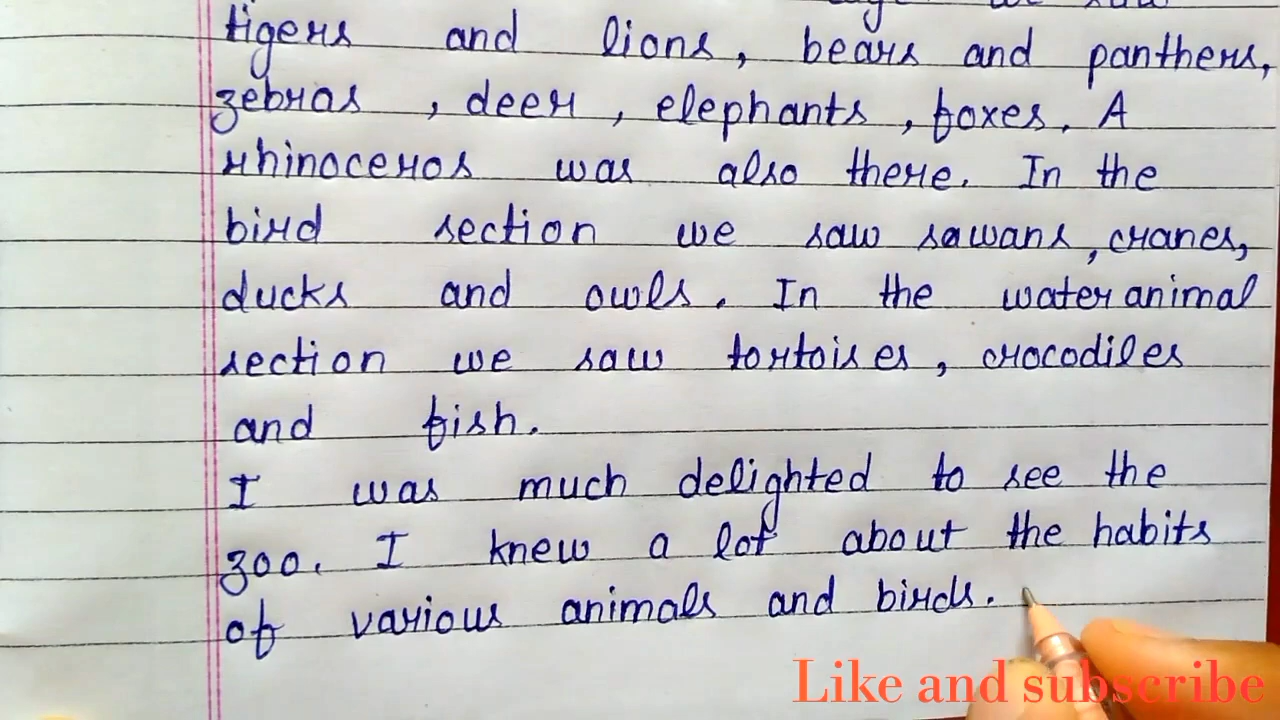 we saw
tigers and lions, bears and panthers,
zebras , deer , elephants , foxes. A
rhinoceros was also there. In the
bird section we saw sawans, cranes,
ducks and owls. In the water animal
section we saw tortoises, crocodiles
and fish.
I was much delighted to see the
zoo. I knew a lot about the habits
of various animals and birds.
Like and subscribe